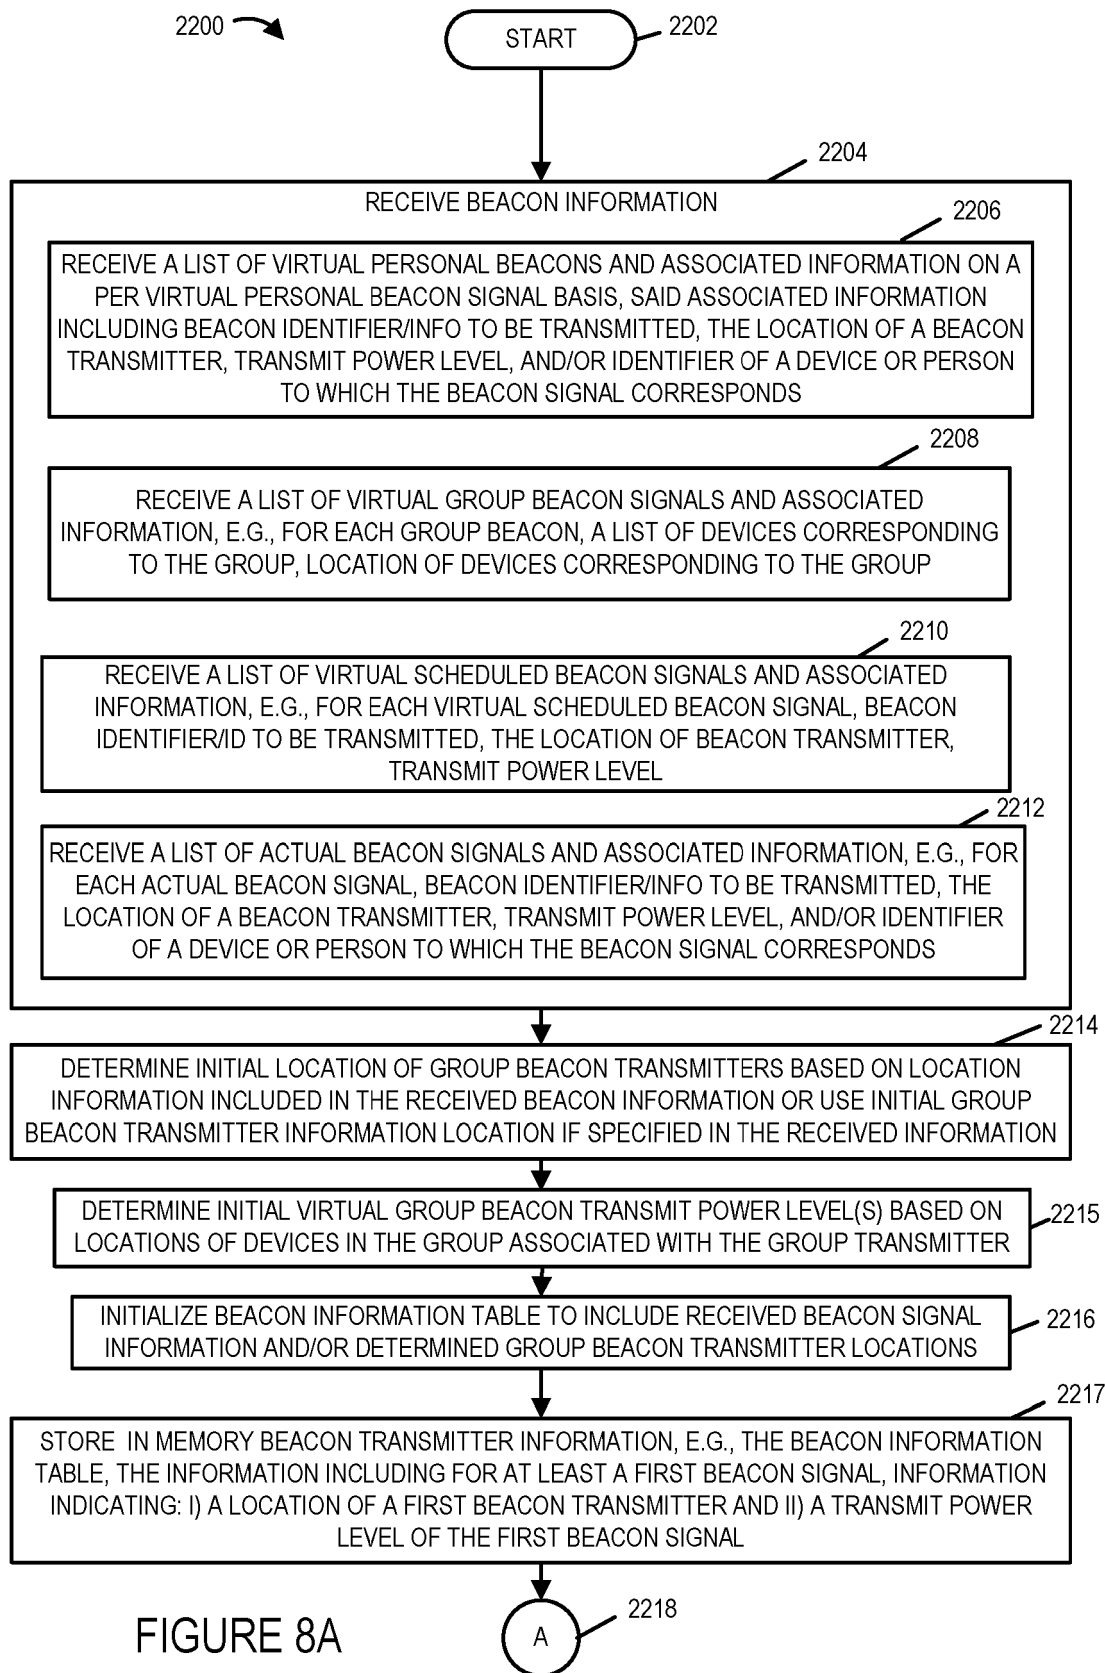 2200
START
2202
2204
RECEIVE BEACON INFORMATION
2206
RECEIVE A LIST OF VIRTUAL PERSONAL BEACONS AND ASSOCIATED INFORMATION ON A
PER VIRTUAL PERSONAL BEACON SIGNAL BASIS, SAID ASSOCIATED INFORMATION
INCLUDING BEACON IDENTIFIER/INFO TO BE TRANSMITTED, THE LOCATION OF A BEACON
TRANSMITTER, TRANSMIT POWER LEVEL, AND/OR IDENTIFIER OF A DEVICE OR PERSON
TO WHICH THE BEACON SIGNAL CORRESPONDS
2208
RECEIVE A LIST OF VIRTUAL GROUP BEACON SIGNALS AND ASSOCIATED
INFORMATION, E.G., FOR EACH GROUP BEACON, A LIST OF DEVICES CORRESPONDING
TO THE GROUP, LOCATION OF DEVICES CORRESPONDING TO THE GROUP
2210
RECEIVE A LIST OF VIRTUAL SCHEDULED BEACON SIGNALS AND ASSOCIATED
INFORMATION, E.G., FOR EACH VIRTUAL SCHEDULED BEACON SIGNAL, BEACON
IDENTIFIER/ID TO BE TRANSMITTED, THE LOCATION OF BEACON TRANSMITTER,
TRANSMIT POWER LEVEL
2212
RECEIVE A LIST OF ACTUAL BEACON SIGNALS AND ASSOCIATED INFORMATION, E.G., FOR
EACH ACTUAL BEACON SIGNAL, BEACON IDENTIFIER/INFO TO BE TRANSMITTED, THE
LOCATION OF A BEACON TRANSMITTER, TRANSMIT POWER LEVEL, AND/OR IDENTIFIER
OF A DEVICE OR PERSON TO WHICH THE BEACON SIGNAL CORRESPONDS
2214
DETERMINE INITIAL LOCATION OF GROUP BEACON TRANSMITTERS BASED ON LOCATION
INFORMATION INCLUDED IN THE RECEIVED BEACON INFORMATION OR USE INITIAL GROUP
BEACON TRANSMITTER INFORMATION LOCATION IF SPECIFIED IN THE RECEIVED INFORMATION
DETERMINE INITIAL VIRTUAL GROUP BEACON TRANSMIT POWER LEVEL(S) BASED ON
LOCATIONS OF DEVICES IN THE GROUP ASSOCIATED WITH THE GROUP TRANSMITTER
2215
INITIALIZE BEACON INFORMATION TABLE TO INCLUDE RECEIVED BEACON SIGNAL
INFORMATION AND/OR DETERMINED GROUP BEACON TRANSMITTER LOCATIONS
2216
2217
STORE IN MEMORY BEACON TRANSMITTER INFORMATION, E.G., THE BEACON INFORMATION
TABLE, THE INFORMATION INCLUDING FOR AT LEAST A FIRST BEACON SIGNAL, INFORMATION
INDICATING: I) A LOCATION OF A FIRST BEACON TRANSMITTER AND II) A TRANSMIT POWER
LEVEL OF THE FIRST BEACON SIGNAL
A
2218
FIGURE 8A